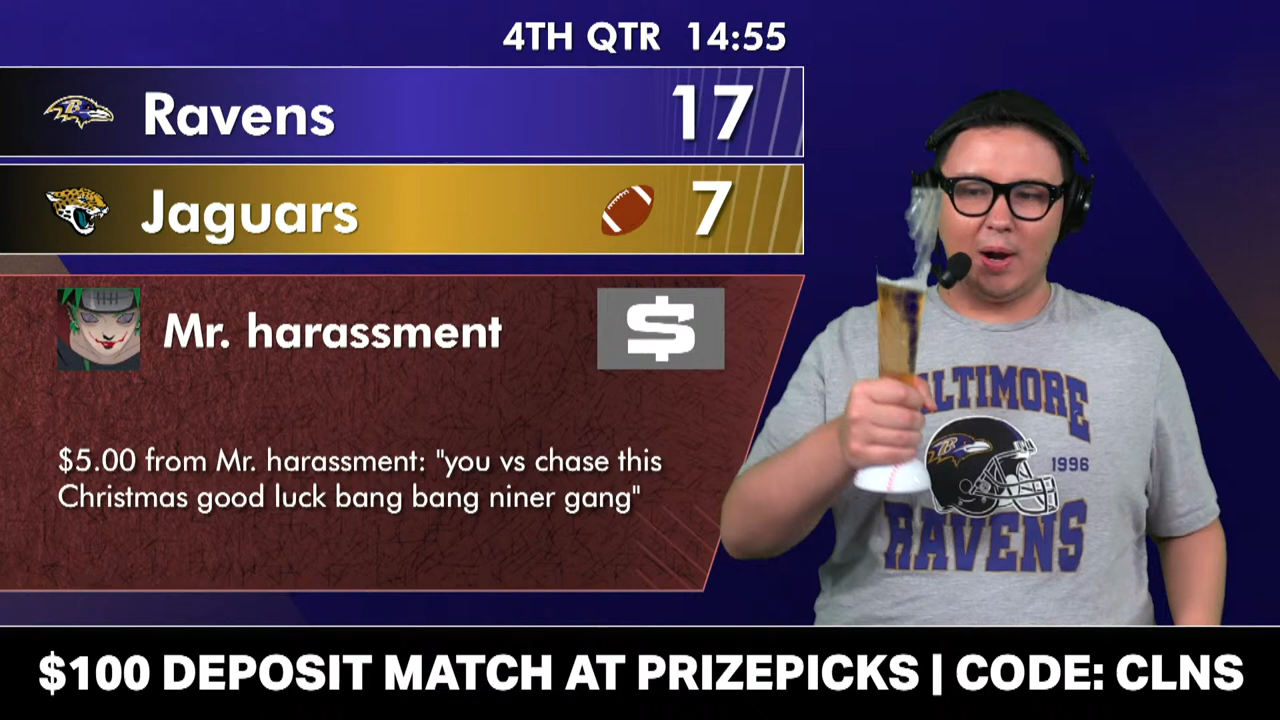 4TH QTR 14:55
Ravens 17
Jaguars 7
Mr. harassment $
$5.00 from Mr. harassment: "you vs chase this
Christmas good luck bang bang niner gang"
BALTIMORE
B
1996
RAVENS
$100 DEPOSIT MATCH AT PRIZEPICKS | CODE: CLNS